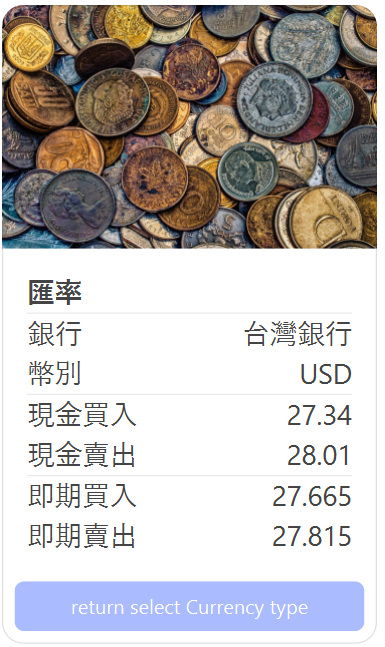 匯率
銀行 台灣銀行
幣別 USD
現金買入 27.34
現金賣出 28.01
即期買入 27.665
即期賣出 27.815
return select Currency type